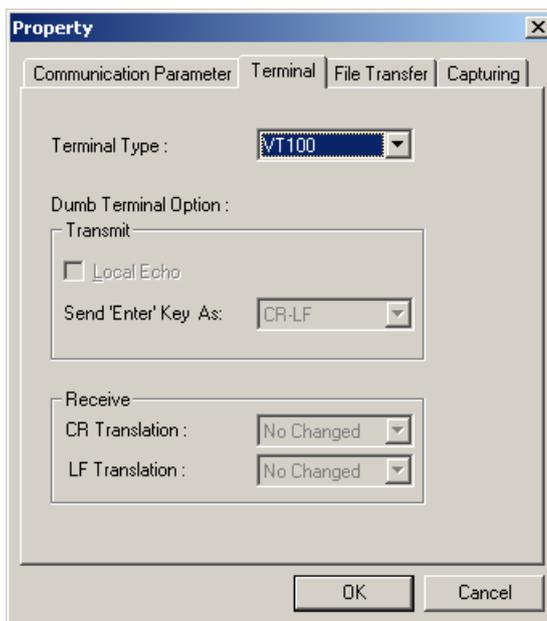 Property
Communication Parameter Terminal File Transfer Capturing
Terminal Type : VT100
Dumb Terminal Option :
Transmit
Local Echo
Send 'Enter' Key As: CR-LF
Receive
CR Translation : No Changed
LF Translation : No Changed
OK Cancel